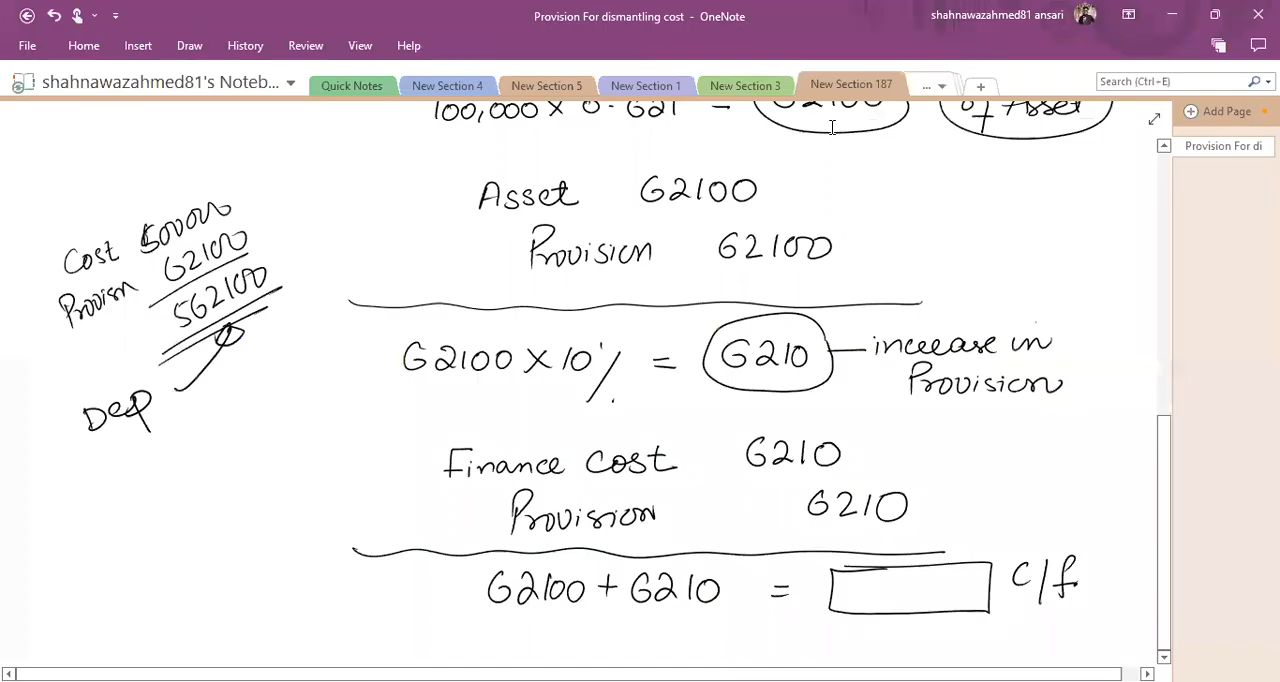 Provision For dismantling cost - OneNote
shahnawazahmed81 ansari
File Home Insert Draw History Review View Help
shahnawazahmed81's Noteb...
Quick Notes
New Section 4
New Section 5
New Section 1
New Section 3
New Section 187
...
Search (Ctrl+E)
Add Page
Provision For di
100,000 x 0.621 = 62100 of Asset
Asset 62100
Provision 62100
Cost 500000
Provisn 62100
562100
Dep
62100 x 10% = 6210 increase in
Provision
Finance cost 6210
Provision 6210
62100 + 6210 = c/f